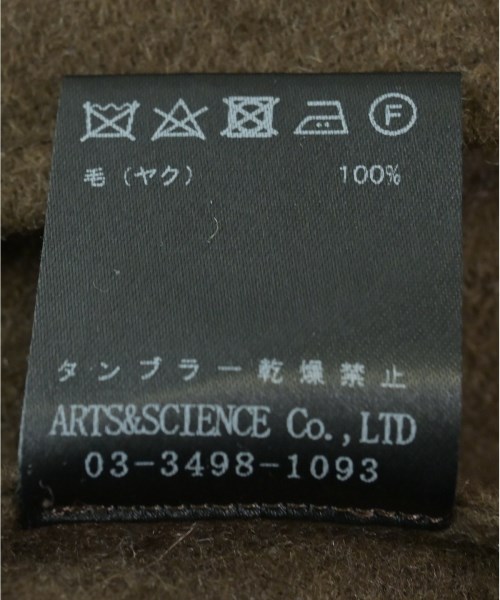 F
毛（ヤク） 100%
タンブラー乾燥禁止
ARTS&SCIENCE Co.,LTD
03-3498-1093